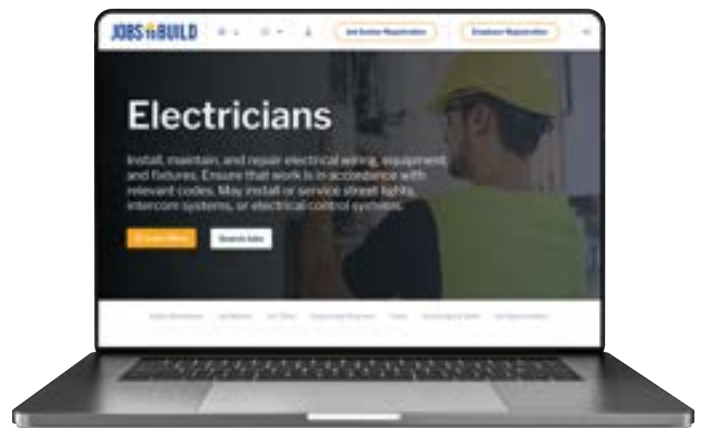 JOBS to BUILD
Job Seeker Registration
Employer Registration
Electricians
Install, maintain, and repair electrical wiring, equipment,
and fixtures. Ensure that work is in accordance with
relevant codes. May install or service street lights,
intercom systems, or electrical control systems.
Search Jobs